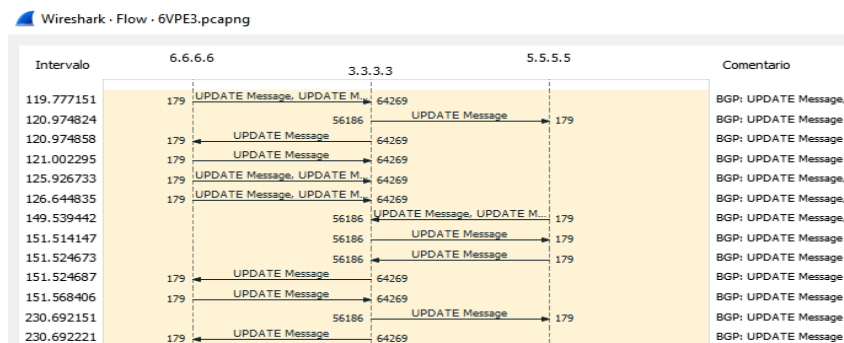 Wireshark · Flow · 6VPE3.pcapng
Intervalo 6.6.6.6 3.3.3.3 5.5.5.5 Comentario
119.777151 179 UPDATE Message, UPDATE M... 64269 BGP: UPDATE Message,
120.974824 56186 UPDATE Message 179 BGP: UPDATE Message
120.974858 179 UPDATE Message 64269 BGP: UPDATE Message
121.002295 179 UPDATE Message 64269 BGP: UPDATE Message
125.926733 179 UPDATE Message, UPDATE M... 64269 BGP: UPDATE Message,
126.644835 179 UPDATE Message, UPDATE M... 64269 BGP: UPDATE Message,
149.539442 56186 UPDATE Message, UPDATE M... 179 BGP: UPDATE Message,
151.514147 56186 UPDATE Message 179 BGP: UPDATE Message
151.524673 56186 UPDATE Message 179 BGP: UPDATE Message
151.524687 179 UPDATE Message 64269 BGP: UPDATE Message
151.568406 179 UPDATE Message 64269 BGP: UPDATE Message
230.692151 56186 UPDATE Message 179 BGP: UPDATE Message
230.692221 179 UPDATE Message 64269 BGP: UPDATE Message